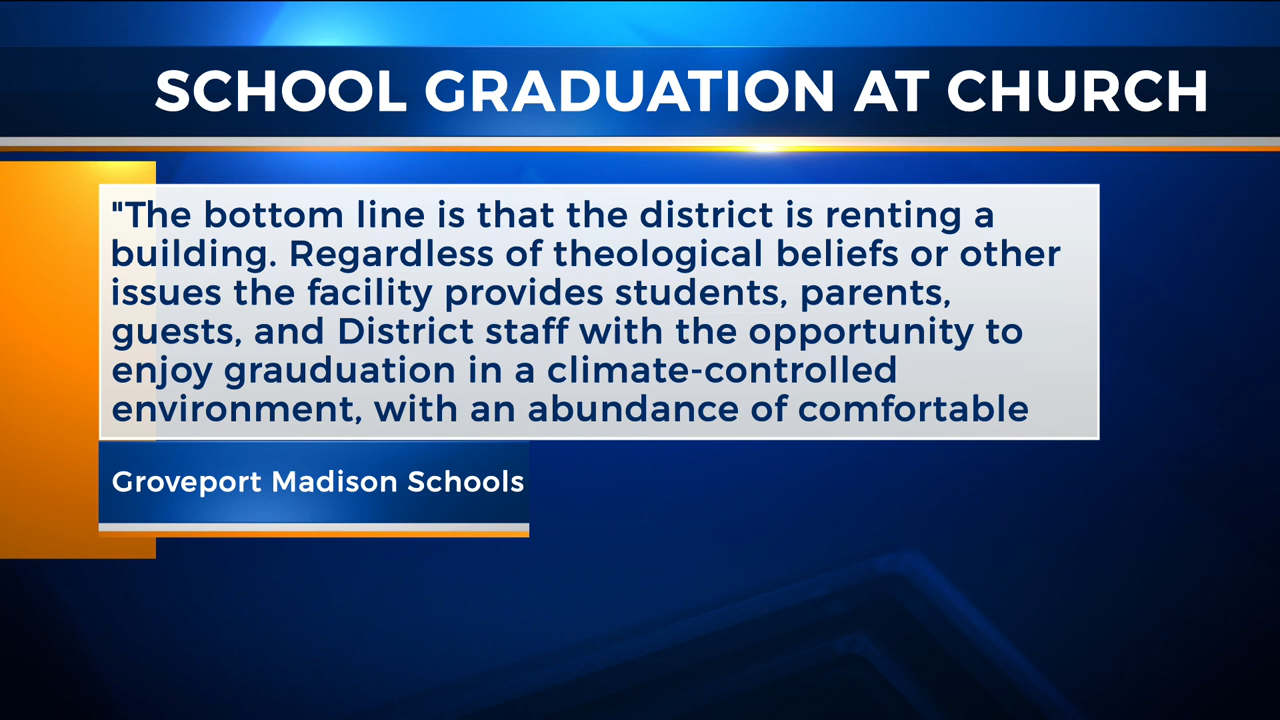 SCHOOL GRADUATION AT CHURCH
"The bottom line is that the district is renting a
building. Regardless of theological beliefs or other
issues the facility provides students, parents,
guests, and District staff with the opportunity to
enjoy grauduation in a climate-controlled
environment, with an abundance of comfortable
Groveport Madison Schools